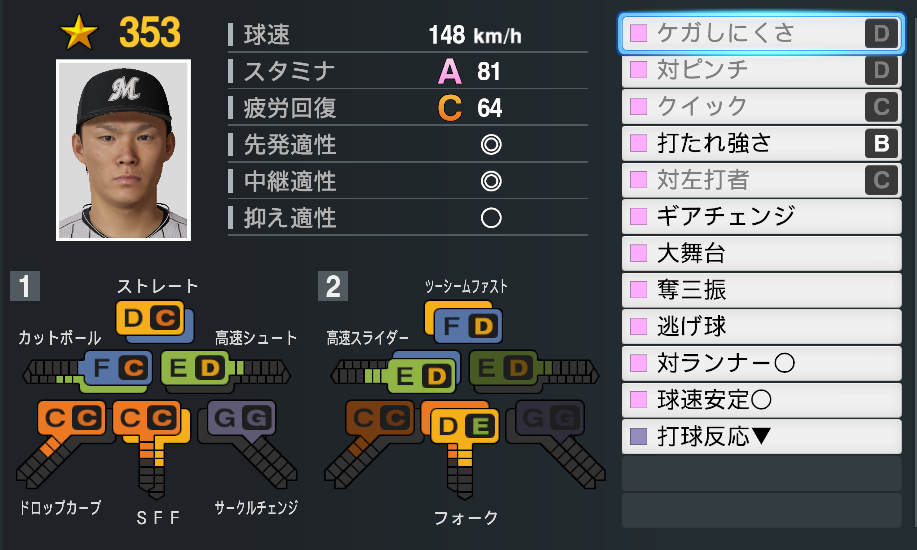 353
球速 148 km/h
スタミナ A 81
疲労回復 C 64
先発適性 ◎
中継適性 ◎
抑え適性 ○
M
1
ストレート
D C
カットボール
F C
高速シュート
E D
C C
C C
G G
ドロップカーブ
SFF
サークルチェンジ
2
ツーシームファスト
F D
高速スライダー
E D
E D
C C
D E
G G
フォーク
ケガしにくさ D
対ピンチ D
クイック C
打たれ強さ B
対左打者 C
ギアチェンジ
大舞台
奪三振
逃げ球
対ランナー○
球速安定○
打球反応▼